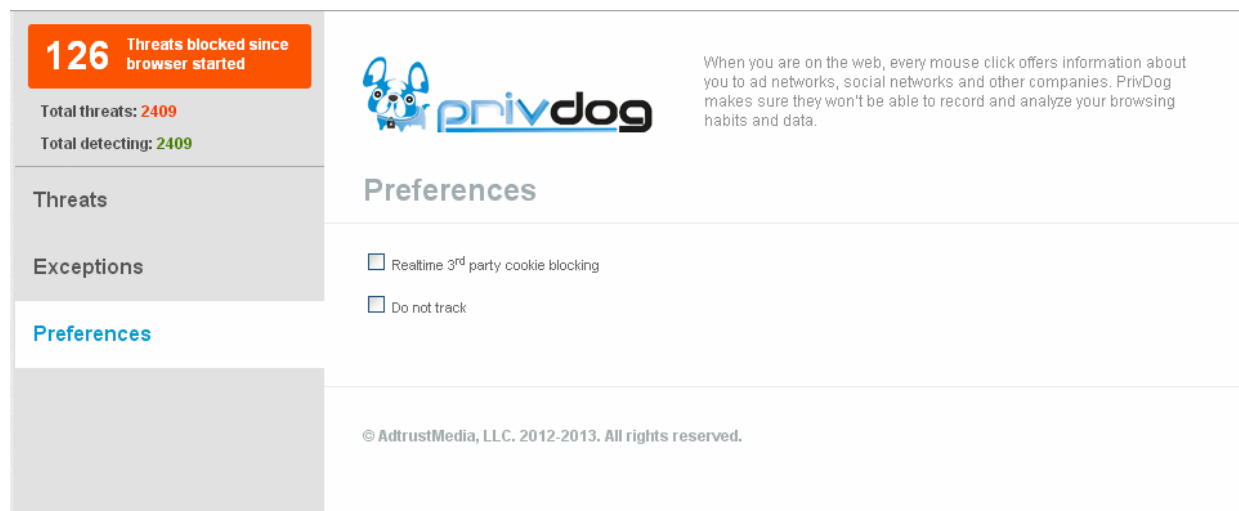 126 Threats blocked since
browser started
Total threats: 2409
Total detecting: 2409
Threats
Exceptions
Preferences
privdog
When you are on the web, every mouse click offers information about
you to ad networks, social networks and other companies. PrivDog
makes sure they won't be able to record and analyze your browsing
habits and data.
Preferences
Realtime 3rd party cookie blocking
Do not track
© AdtrustMedia, LLC. 2012-2013. All rights reserved.